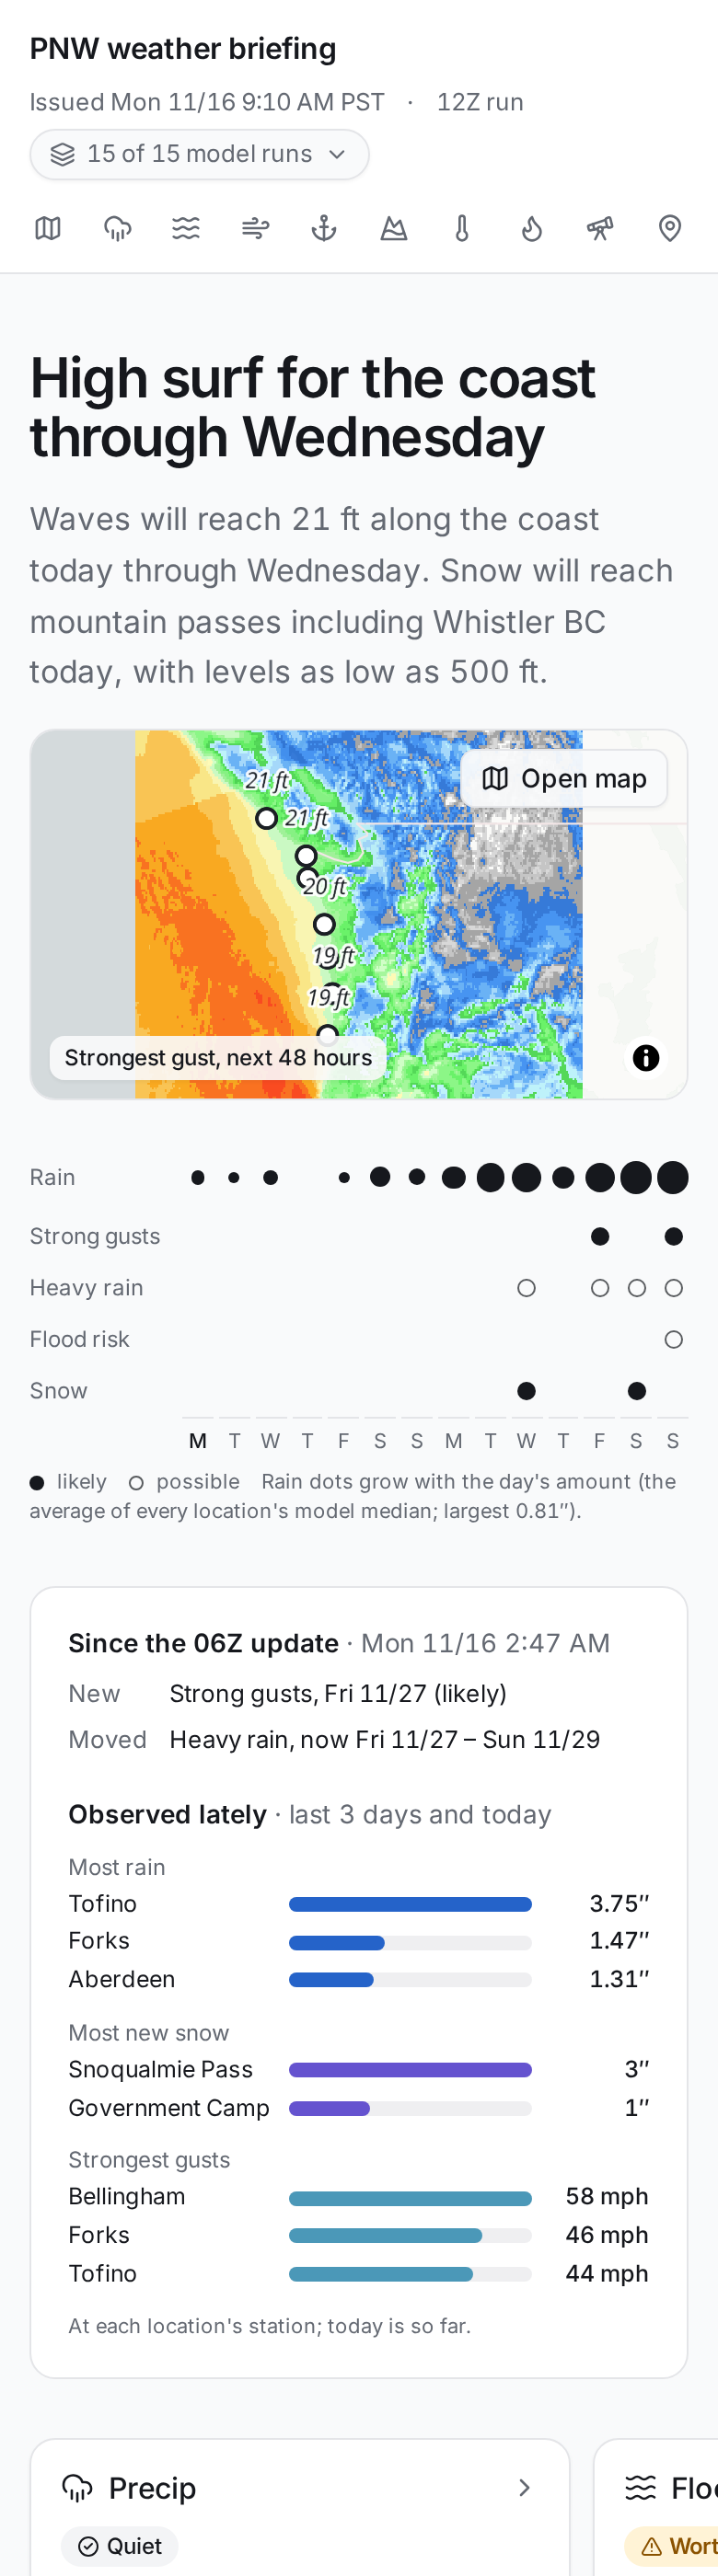 PNW weather briefing
Issued Mon 11/16 9:10 AM PST · 12Z run
15 of 15 model runs
High surf for the coast
through Wednesday
Waves will reach 21 ft along the coast
today through Wednesday. Snow will reach
mountain passes including Whistler BC
today, with levels as low as 500 ft.
Open map
21 ft
21 ft
20 ft
19 ft
19 ft
Strongest gust, next 48 hours
Rain
Strong gusts
Heavy rain
Flood risk
Snow
M T W T F S S M T W T F S S
likely possible Rain dots grow with the day's amount (the
average of every location's model median; largest 0.81″).
Since the 06Z update · Mon 11/16 2:47 AM
New Strong gusts, Fri 11/27 (likely)
Moved Heavy rain, now Fri 11/27 – Sun 11/29
Observed lately · last 3 days and today
Most rain
Tofino 3.75″
Forks 1.47″
Aberdeen 1.31″
Most new snow
Snoqualmie Pass 3″
Government Camp 1″
Strongest gusts
Bellingham 58 mph
Forks 46 mph
Tofino 44 mph
At each location's station; today is so far.
Precip
Quiet